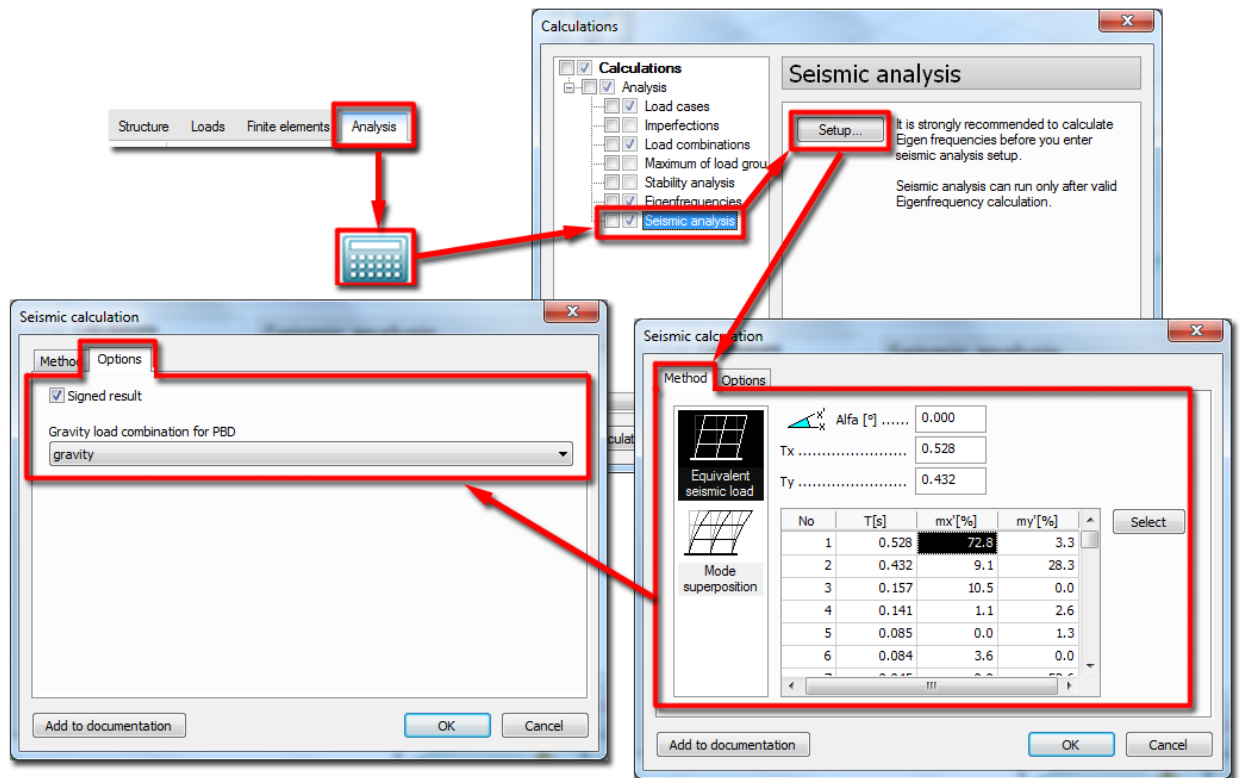 Calculations
Calculations
Analysis
Load cases
Imperfections
Load combinations
Maximum of load grou
Stability analysis
Eigenfrequencies
Seismic analysis
Seismic analysis
Setup...
It is strongly recommended to calculate
Eigen frequencies before you enter
seismic analysis setup.
Seismic analysis can run only after valid
Eigenfrequency calculation.
Structure Loads Finite elements Analysis
Seismic calculation
Method Options
Signed result
Gravity load combination for PBD
gravity
Add to documentation OK Cancel
culat
Seismic calculation
Method Options
Equivalent
seismic load
Mode
superposition
x'
x
Alfa [°] ...... 0.000
Tx ....................... 0.528
Ty ....................... 0.432
No T[s] mx'[%] my'[%]
1 0.528 72.8 3.3
2 0.432 9.1 28.3
3 0.157 10.5 0.0
4 0.141 1.1 2.6
5 0.085 0.0 1.3
6 0.084 3.6 0.0
Select
Add to documentation OK Cancel